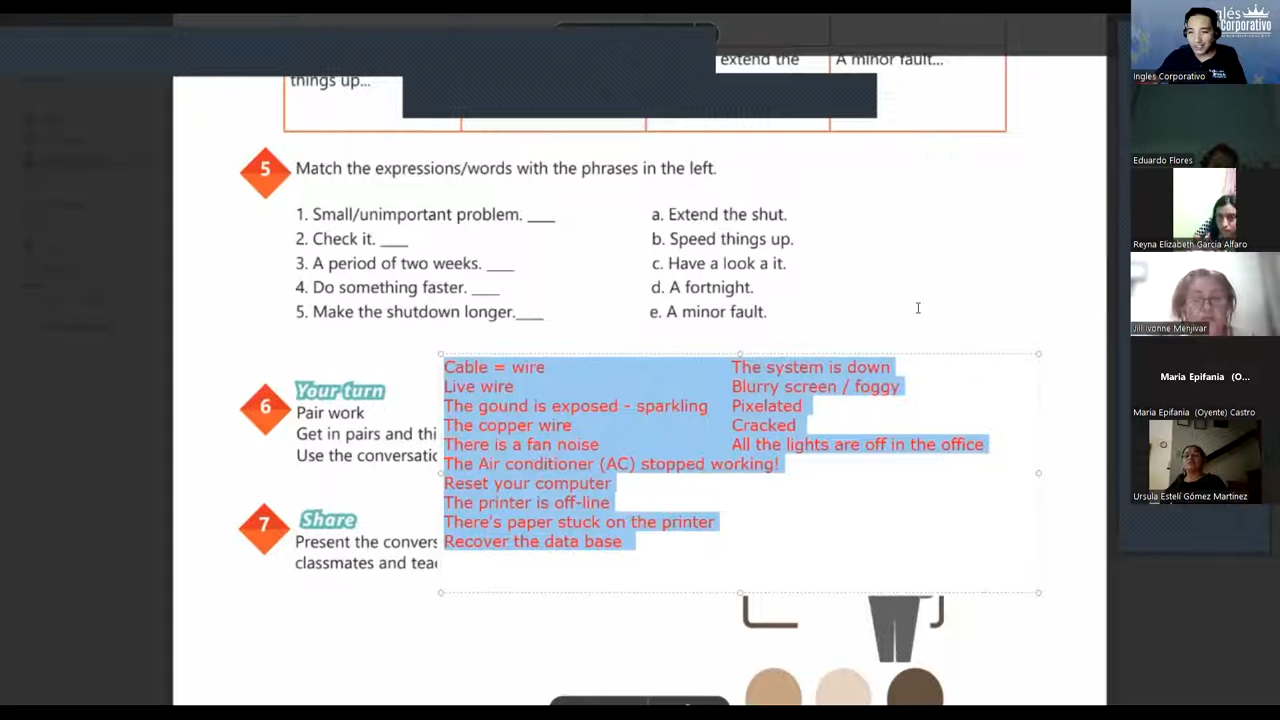 extend the
A minor fault...
things up...
5
Match the expressions/words with the phrases in the left.
1. Small/unimportant problem. ____
2. Check it. ____
3. A period of two weeks. ____
4. Do something faster. ____
5. Make the shutdown longer.____
a. Extend the shut.
b. Speed things up.
c. Have a look a it.
d. A fortnight.
e. A minor fault.
6
Your turn
Pair work
Get in pairs and thi
Use the conversatic
7
Share
Present the convers
classmates and tea
Cable = wire
Live wire
The gound is exposed - sparkling
The copper wire
There is a fan noise
The Air conditioner (AC) stopped working!
Reset your computer
The printer is off-line
There's paper stuck on the printer
Recover the data base
The system is down
Blurry screen / foggy
Pixelated
Cracked
All the lights are off in the office
glés
Corporativo
Ingles Corporativo
Eduardo Flores
Reyna Elizabeth Garcia Alfaro
Jill Ivonne Menjivar
Maria Epifania (O...
Maria Epifania (Oyente) Castro
Ursula Estelí Gómez Martinez